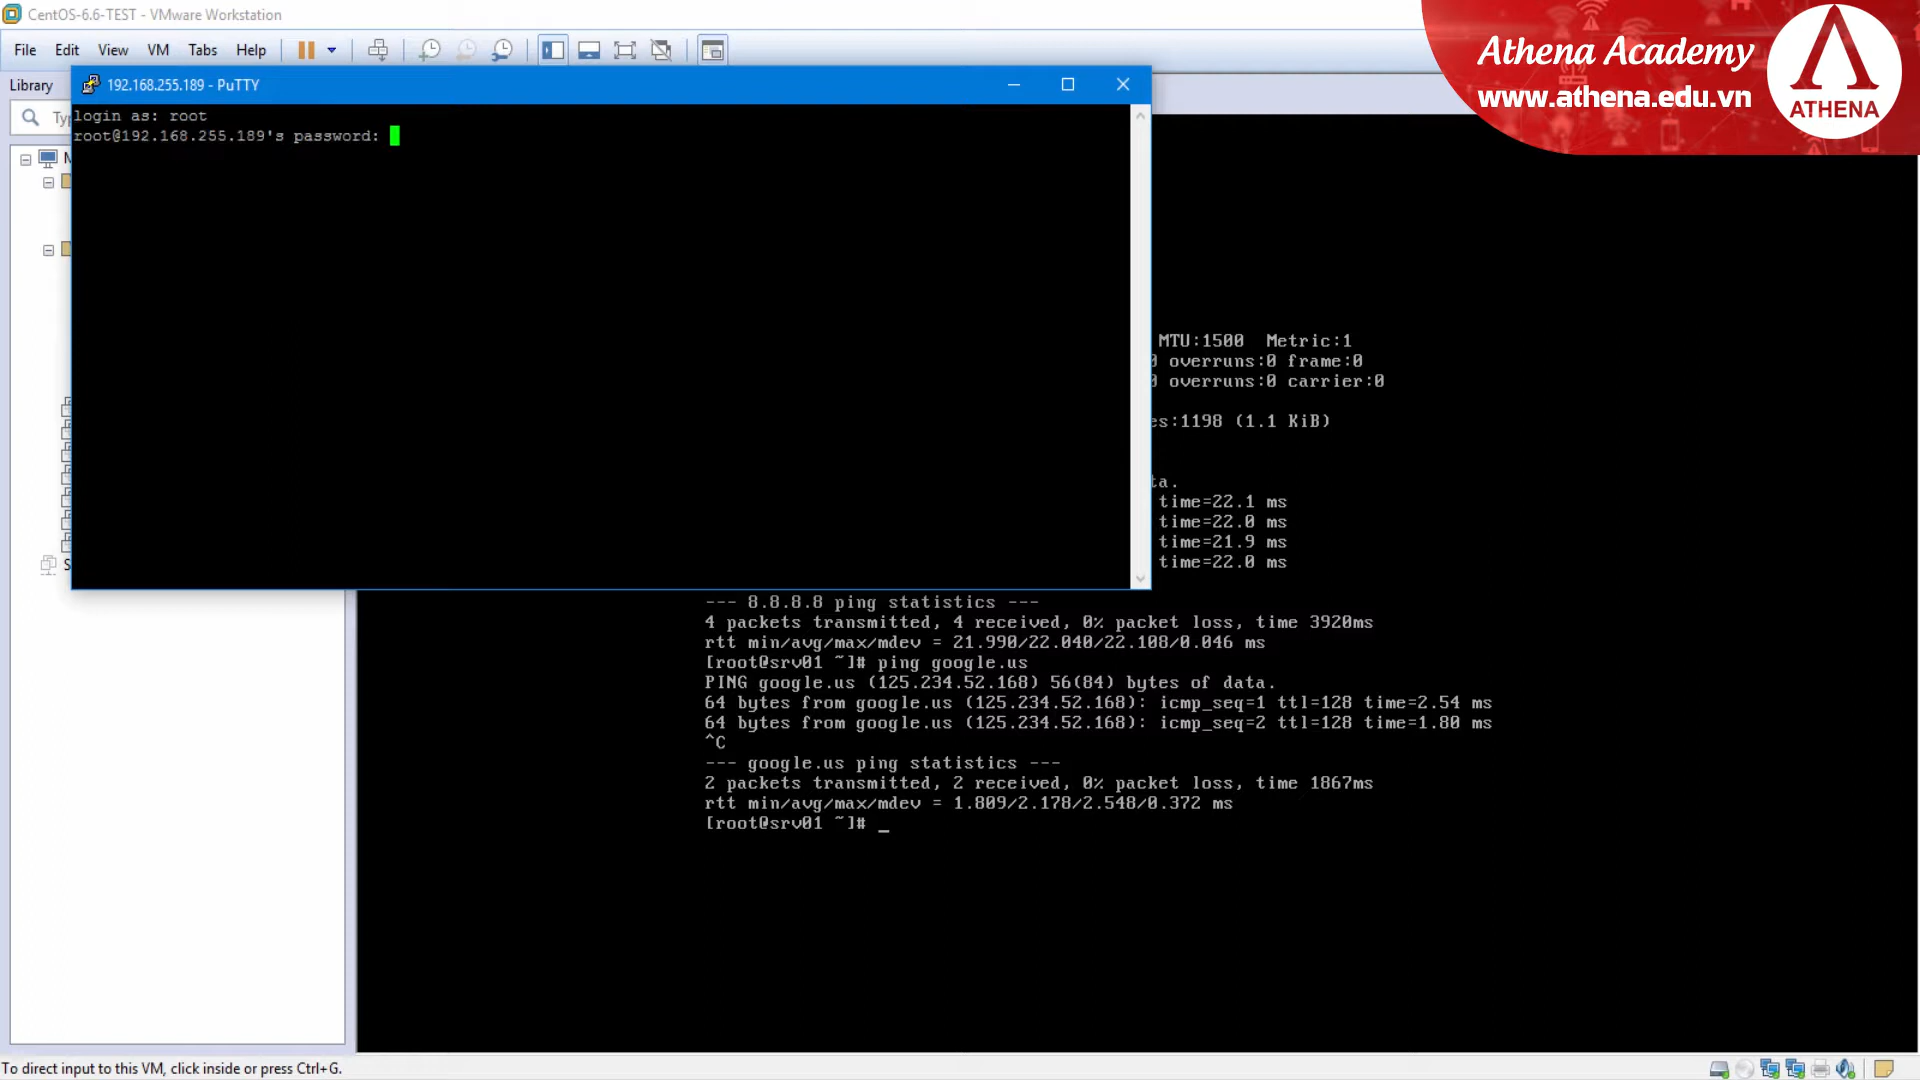 CentOS-6.6-TEST - VMware Workstation
File Edit View VM Tabs Help
Athena Academy
www.athena.edu.vn
ATHENA
Library
192.168.255.189 - PuTTY
login as: root
root@192.168.255.189's password:
MTU:1500 Metric:1
overruns:0 frame:0
overruns:0 carrier:0
es:1198 (1.1 KiB)
ta.
time=22.1 ms
time=22.0 ms
time=21.9 ms
time=22.0 ms
--- 8.8.8.8 ping statistics ---
4 packets transmitted, 4 received, 0% packet loss, time 3920ms
rtt min/avg/max/mdev = 21.990/22.040/22.108/0.046 ms
[root@srv01 ~]# ping google.us
PING google.us (125.234.52.168) 56(84) bytes of data.
64 bytes from google.us (125.234.52.168): icmp_seq=1 ttl=128 time=2.54 ms
64 bytes from google.us (125.234.52.168): icmp_seq=2 ttl=128 time=1.80 ms
^C
--- google.us ping statistics ---
2 packets transmitted, 2 received, 0% packet loss, time 1867ms
rtt min/avg/max/mdev = 1.809/2.178/2.548/0.372 ms
[root@srv01 ~]# _
To direct input to this VM, click inside or press Ctrl+G.